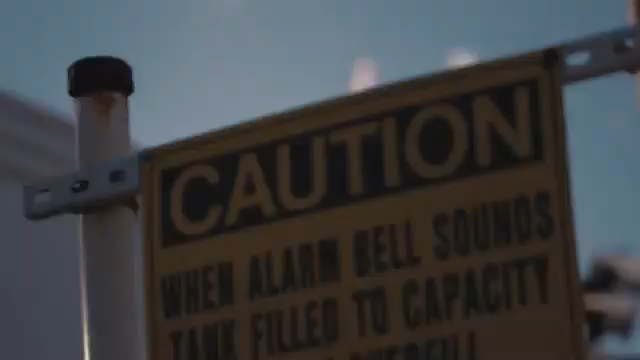 CAUTION
WHEN ALARM BELL SOUNDS
TANK FILLED TO CAPACITY